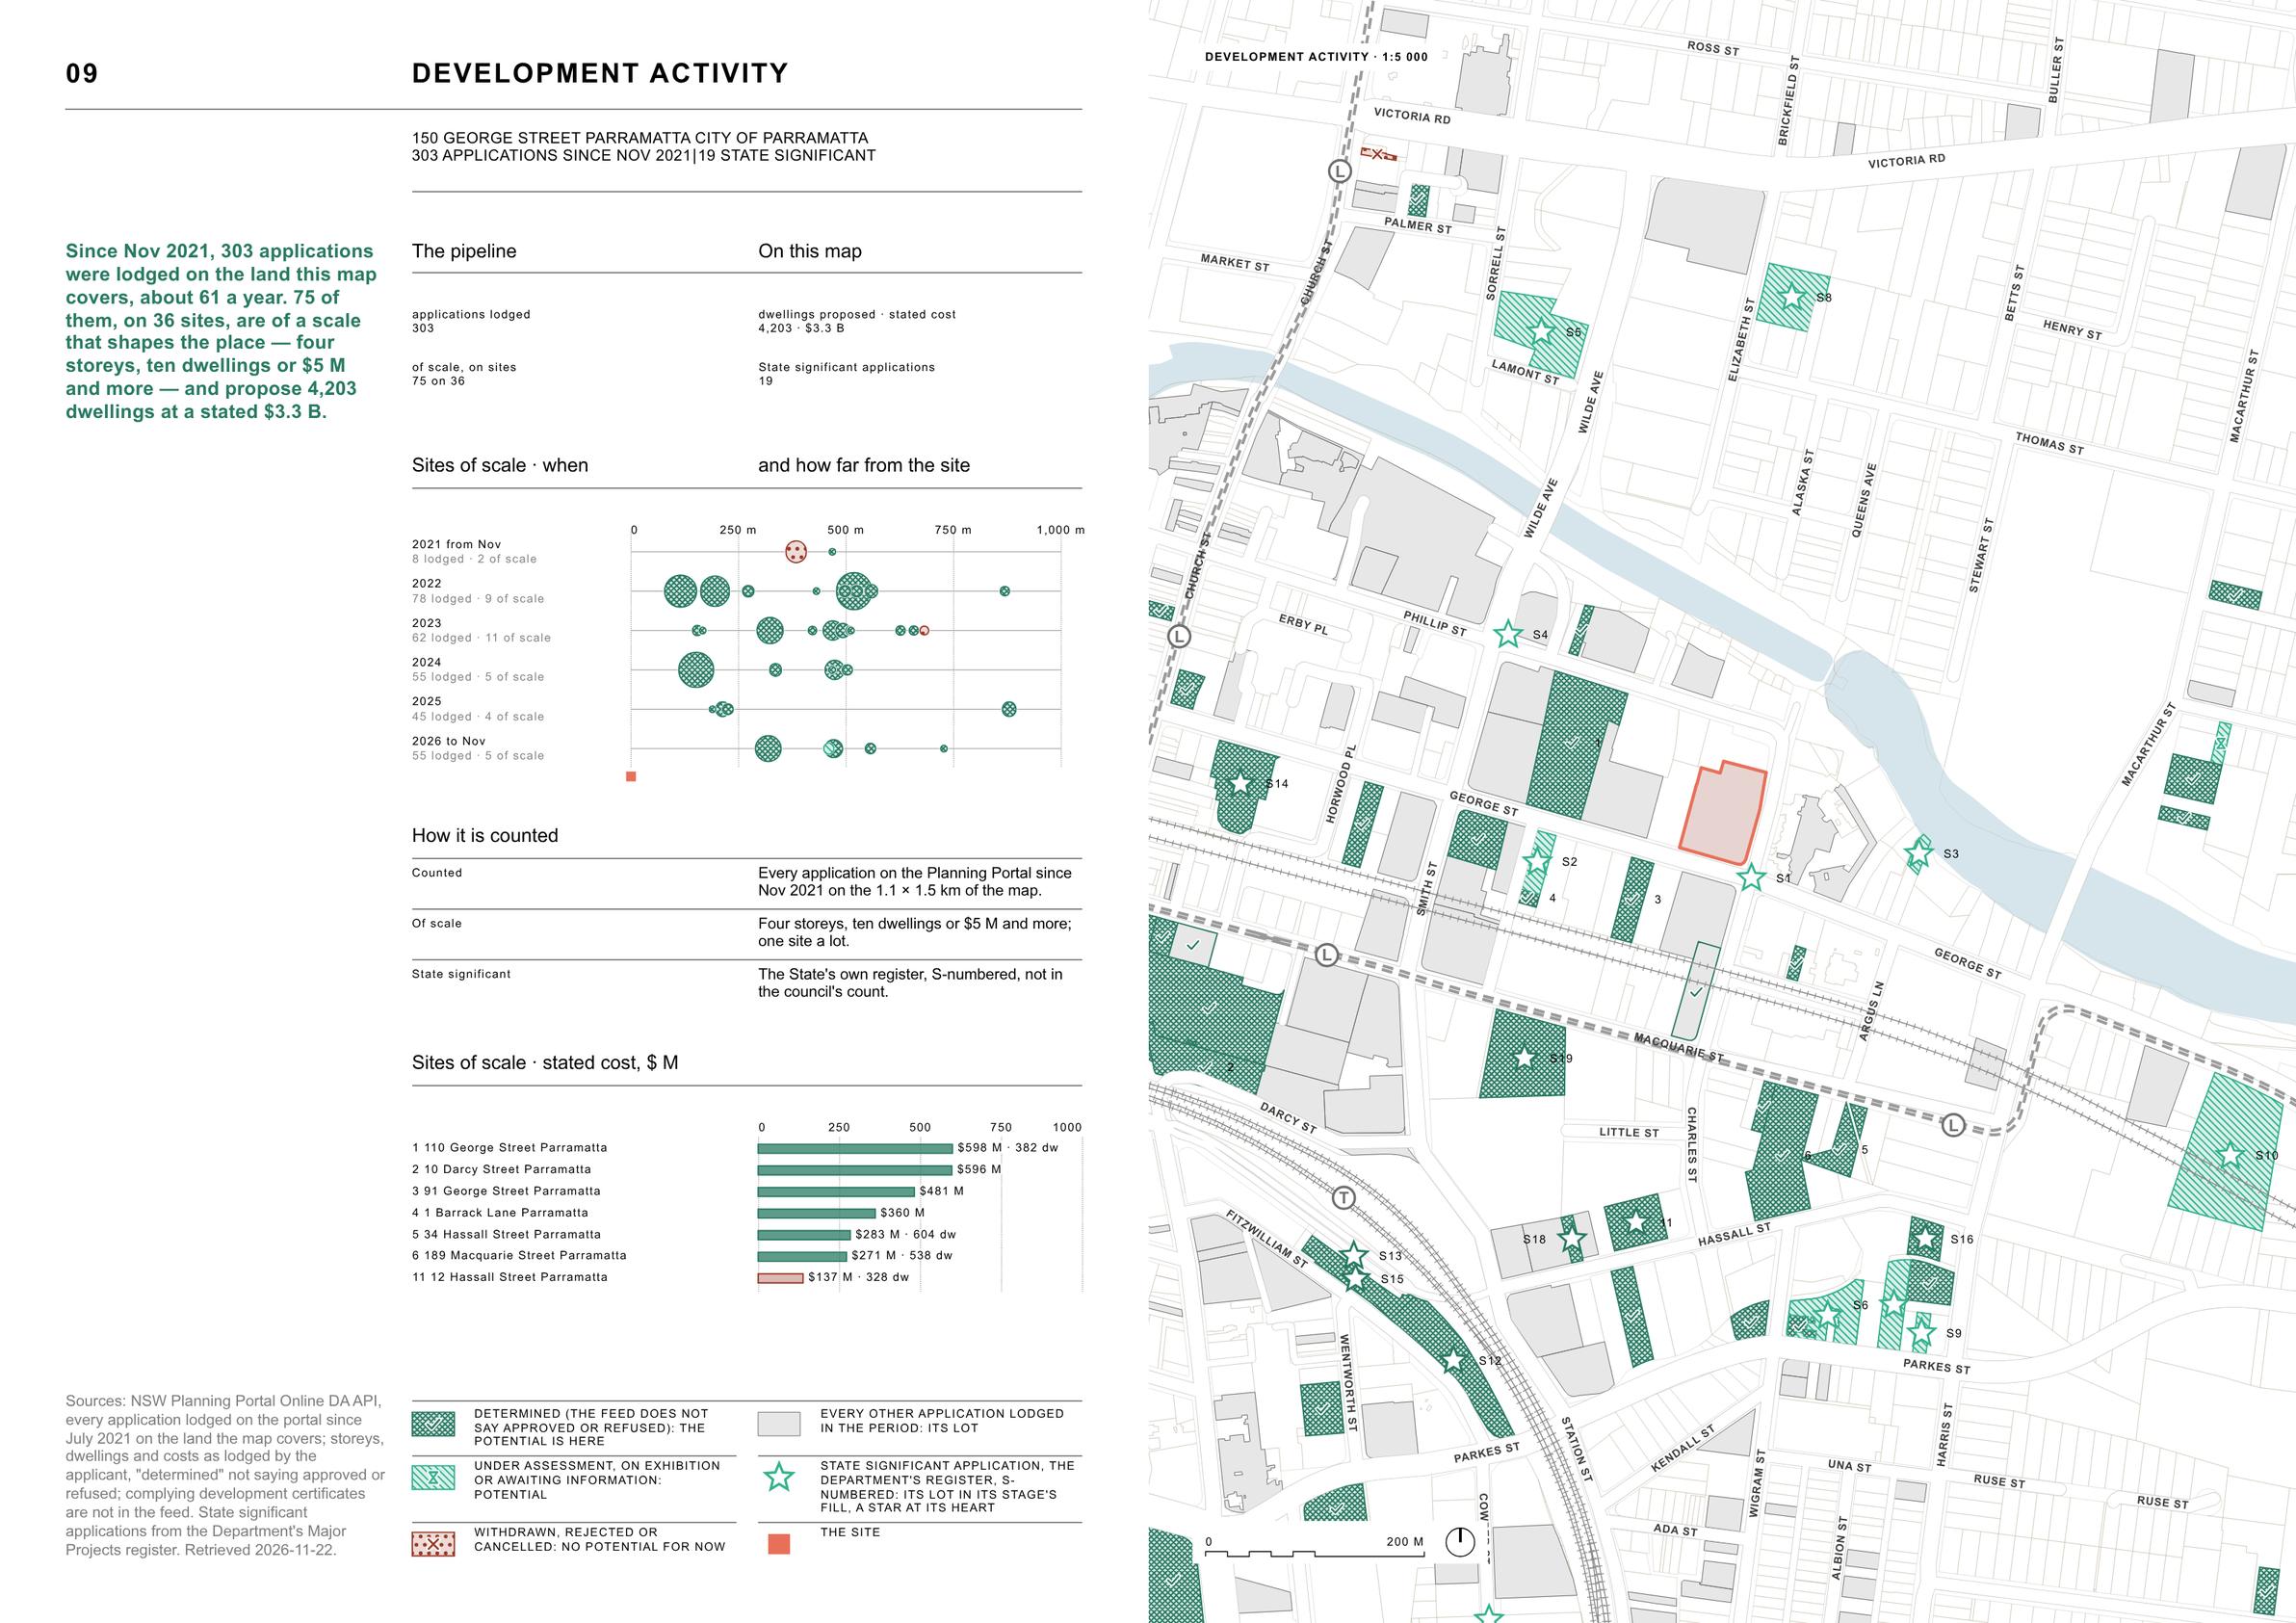 09
DEVELOPMENT ACTIVITY
150 GEORGE STREET PARRAMATTA CITY OF PARRAMATTA
303 APPLICATIONS SINCE NOV 2021|19 STATE SIGNIFICANT
Since Nov 2021, 303 applications
were lodged on the land this map
covers, about 61 a year. 75 of
them, on 36 sites, are of a scale
that shapes the place — four
storeys, ten dwellings or $5 M
and more — and propose 4,203
dwellings at a stated $3.3 B.
The pipeline
On this map
applications lodged
303
dwellings proposed · stated cost
4,203 · $3.3 B
of scale, on sites
75 on 36
State significant applications
19
Sites of scale · when
and how far from the site
0
250 m
500 m
750 m
1,000 m
2021 from Nov
8 lodged · 2 of scale
2022
78 lodged · 9 of scale
2023
62 lodged · 11 of scale
2024
55 lodged · 5 of scale
2025
45 lodged · 4 of scale
2026 to Nov
55 lodged · 5 of scale
How it is counted
Counted
Every application on the Planning Portal since
Nov 2021 on the 1.1 × 1.5 km of the map.
Of scale
Four storeys, ten dwellings or $5 M and more;
one site a lot.
State significant
The State's own register, S-numbered, not in
the council's count.
Sites of scale · stated cost, $ M
0
250
500
750
1000
1 110 George Street Parramatta
$598 M · 382 dw
2 10 Darcy Street Parramatta
$596 M
3 91 George Street Parramatta
$481 M
4 1 Barrack Lane Parramatta
$360 M
5 34 Hassall Street Parramatta
$283 M · 604 dw
6 189 Macquarie Street Parramatta
$271 M · 538 dw
11 12 Hassall Street Parramatta
$137 M · 328 dw
Sources: NSW Planning Portal Online DA API,
every application lodged on the portal since
July 2021 on the land the map covers; storeys,
dwellings and costs as lodged by the
applicant, "determined" not saying approved or
refused; complying development certificates
are not in the feed. State significant
applications from the Department's Major
Projects register. Retrieved 2026-11-22.
DETERMINED (THE FEED DOES NOT
SAY APPROVED OR REFUSED): THE
POTENTIAL IS HERE
EVERY OTHER APPLICATION LODGED
IN THE PERIOD: ITS LOT
UNDER ASSESSMENT, ON EXHIBITION
OR AWAITING INFORMATION:
POTENTIAL
STATE SIGNIFICANT APPLICATION, THE
DEPARTMENT'S REGISTER, S-
NUMBERED: ITS LOT IN ITS STAGE'S
FILL, A STAR AT ITS HEART
WITHDRAWN, REJECTED OR
CANCELLED: NO POTENTIAL FOR NOW
THE SITE
DEVELOPMENT ACTIVITY · 1:5 000
ROSS ST
BULLER ST
BRICKFIELD ST
VICTORIA RD
VICTORIA RD
L
PALMER ST
MARKET ST
CHURCH ST
SORRELL ST
S5
S8
BETTS ST
HENRY ST
ELIZABETH ST
LAMONT ST
WILDE AVE
MACARTHUR ST
THOMAS ST
ALASKA ST
QUEENS AVE
WILDE AVE
STEWART ST
CHURCH ST
L
ERBY PL
PHILLIP ST
S4
1
MACARTHUR ST
S14
HORWOOD PL
GEORGE ST
S2
S3
S1
SMITH ST
4
3
L
GEORGE ST
ARGUS LN
MACQUARIE ST
S19
2
DARCY ST
LITTLE ST
CHARLES ST
L
6
5
S10
T
FITZWILLIAM ST
S13
S15
S18
11
HASSALL ST
S16
S6
S9
S12
WENTWORTH ST
PARKES ST
PARKES ST
STATION ST
KENDALL ST
WIGRAM ST
HARRIS ST
UNA ST
RUSE ST
RUSE ST
ADA ST
ALBION ST
0
200 M